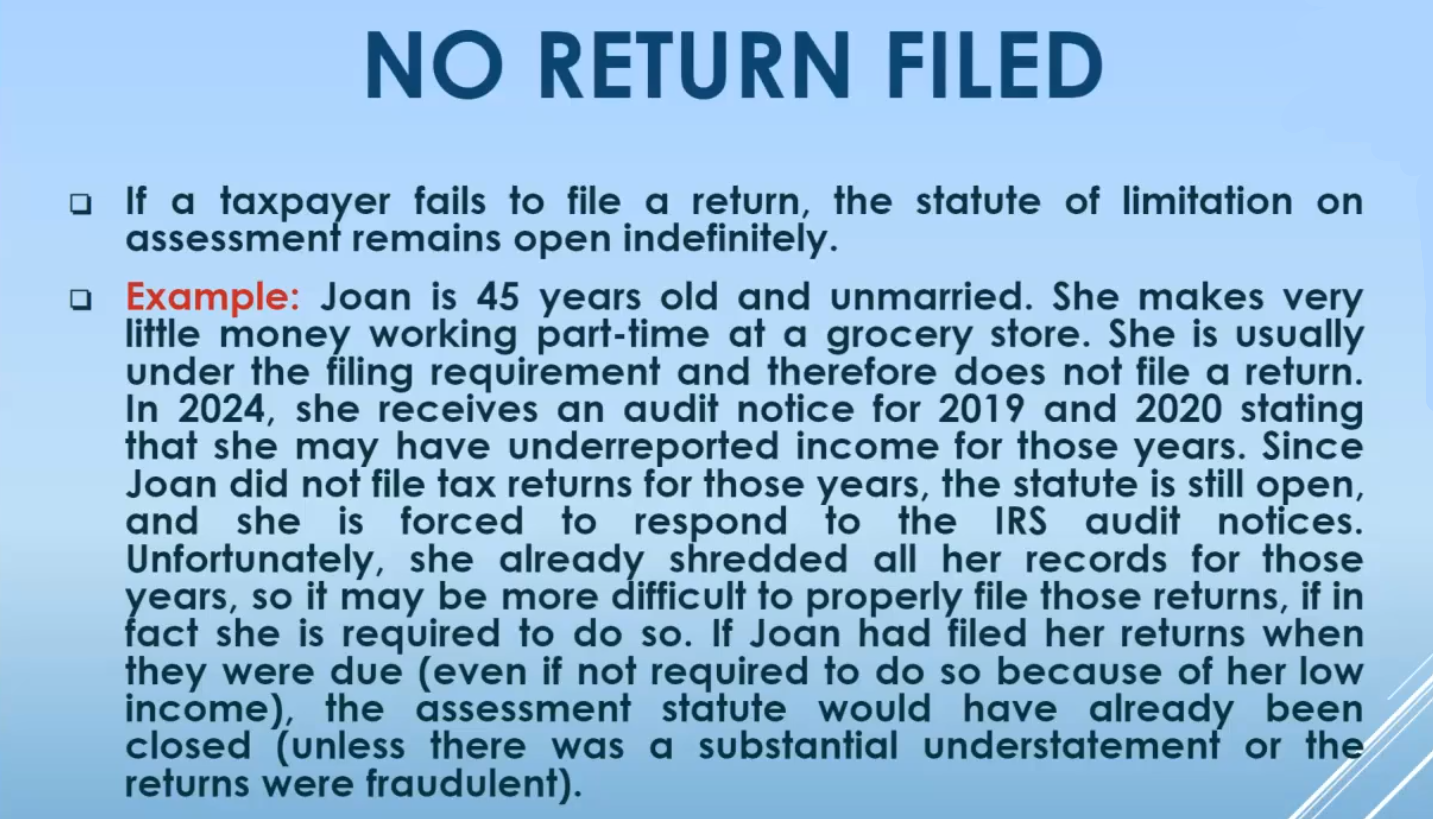 NO RETURN FILED
❑ If a taxpayer fails to file a return, the statute of limitation on
assessment remains open indefinitely.
❑ Example: Joan is 45 years old and unmarried. She makes very
little money working part-time at a grocery store. She is usually
under the filing requirement and therefore does not file a return.
In 2024, she receives an audit notice for 2019 and 2020 stating
that she may have underreported income for those years. Since
Joan did not file tax returns for those years, the statute is still open,
and she is forced to respond to the IRS audit notices.
Unfortunately, she already shredded all her records for those
years, so it may be more difficult to properly file those returns, if in
fact she is required to do so. If Joan had filed her returns when
they were due (even if not required to do so because of her low
income), the assessment statute would have already been
closed (unless there was a substantial understatement or the
returns were fraudulent).